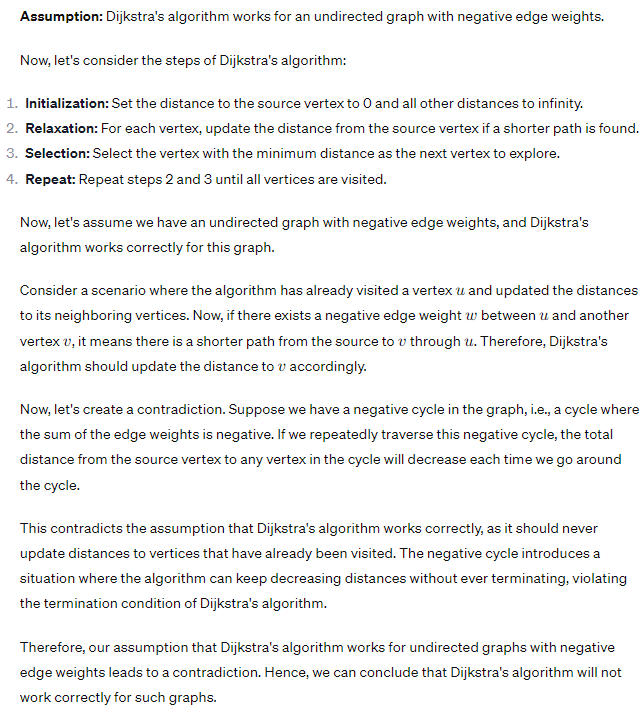 Assumption: Dijkstra's algorithm works for an undirected graph with negative edge weights.
Now, let's consider the steps of Dijkstra's algorithm:
1. Initialization: Set the distance to the source vertex to 0 and all other distances to infinity.
2. Relaxation: For each vertex, update the distance from the source vertex if a shorter path is found.
3. Selection: Select the vertex with the minimum distance as the next vertex to explore.
4. Repeat: Repeat steps 2 and 3 until all vertices are visited.
Now, let's assume we have an undirected graph with negative edge weights, and Dijkstra's
algorithm works correctly for this graph.
Consider a scenario where the algorithm has already visited a vertex u and updated the distances
to its neighboring vertices. Now, if there exists a negative edge weight w between u and another
vertex v, it means there is a shorter path from the source to v through u. Therefore, Dijkstra's
algorithm should update the distance to v accordingly.
Now, let's create a contradiction. Suppose we have a negative cycle in the graph, i.e., a cycle where
the sum of the edge weights is negative. If we repeatedly traverse this negative cycle, the total
distance from the source vertex to any vertex in the cycle will decrease each time we go around
the cycle.
This contradicts the assumption that Dijkstra's algorithm works correctly, as it should never
update distances to vertices that have already been visited. The negative cycle introduces a
situation where the algorithm can keep decreasing distances without ever terminating, violating
the termination condition of Dijkstra's algorithm.
Therefore, our assumption that Dijkstra's algorithm works for undirected graphs with negative
edge weights leads to a contradiction. Hence, we can conclude that Dijkstra's algorithm will not
work correctly for such graphs.